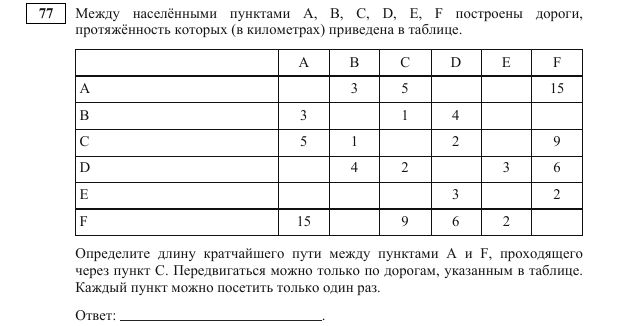 77 Между населёнными пунктами A, B, C, D, E, F построены дороги,
протяжённость которых (в километрах) приведена в таблице.
A B C D E F
A 3 5 15
B 3 1 4
C 5 1 2 9
D 4 2 3 6
E 3 2
F 15 9 6 2
Определите длину кратчайшего пути между пунктами A и F, проходящего
через пункт C. Передвигаться можно только по дорогам, указанным в таблице.
Каждый пункт можно посетить только один раз.
Ответ: ____________________________.